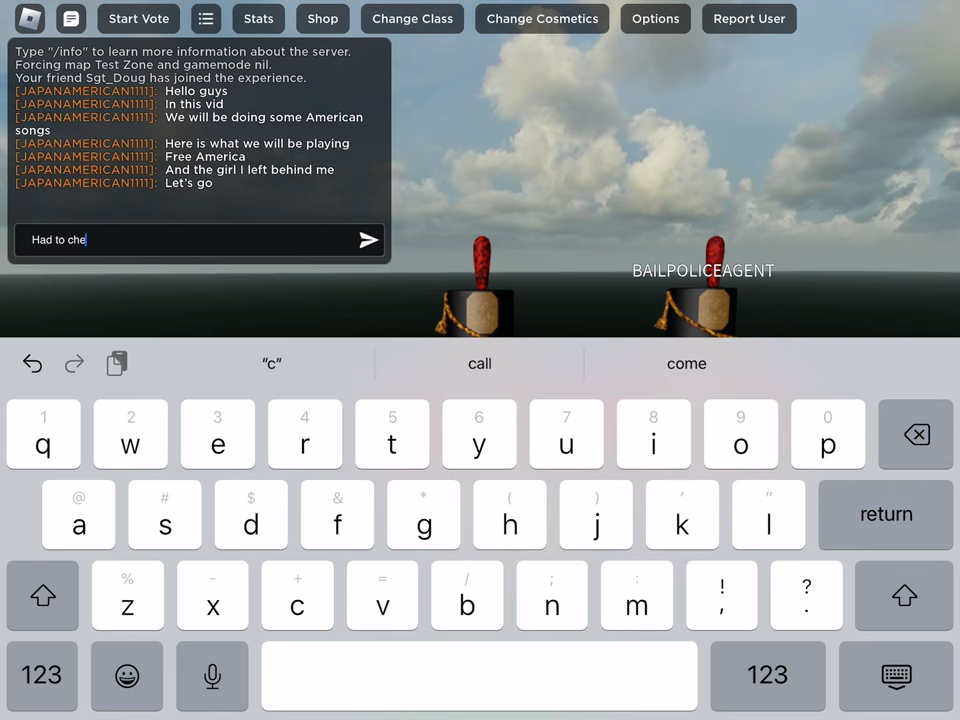 Start Vote Stats Shop Change Class Change Cosmetics Options Report User
Type "/info" to learn more information about the server.
Forcing map Test Zone and gamemode nil.
Your friend Sgt_Doug has joined the experience.
[JAPANAMERICAN1111]: Hello guys
[JAPANAMERICAN1111]: In this vid
[JAPANAMERICAN1111]: We will be doing some American
songs
[JAPANAMERICAN1111]: Here is what we will be playing
[JAPANAMERICAN1111]: Free America
[JAPANAMERICAN1111]: And the girl I left behind me
[JAPANAMERICAN1111]: Let's go
Had to che
BAILPOLICEAGENT
“c” call come
1 2 3 4 5 6 7 8 9 0
q w e r t y u i o p
@ # $ & * ( ) ' "
a s d f g h j k l return
% - + = / ; : ! ?
z x c v b n m , .
123 123